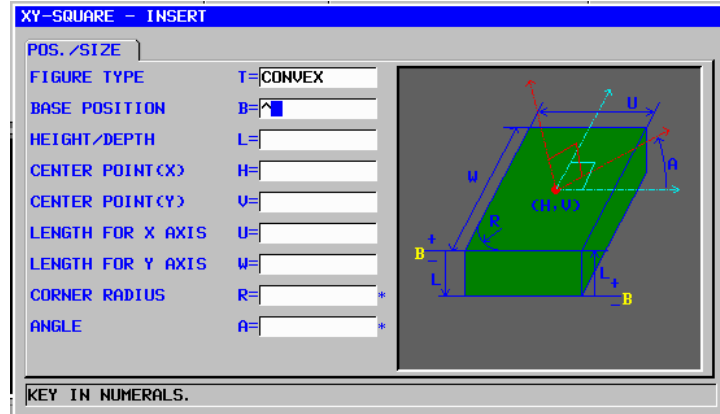 XY-SQUARE - INSERT
POS./SIZE
FIGURE TYPE T=CONVEX
BASE POSITION B=^
HEIGHT/DEPTH L=
CENTER POINT(X) H=
CENTER POINT(Y) V=
LENGTH FOR X AXIS U=
LENGTH FOR Y AXIS W=
CORNER RADIUS R= *
ANGLE A= *
U
W
A
(H,V)
R
B + -
L
L + - B
KEY IN NUMERALS.